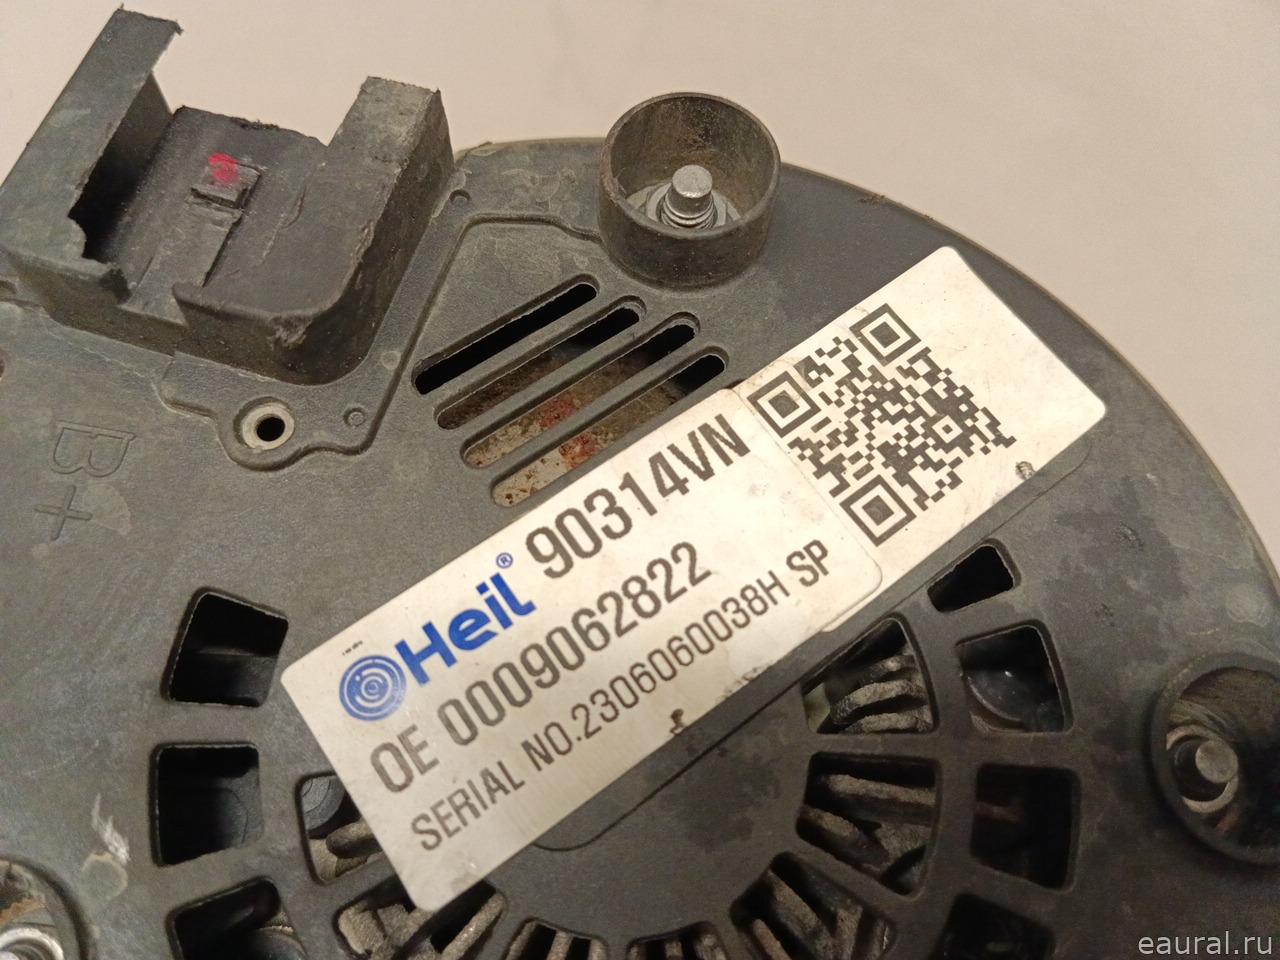 B+
Heil® 90314VN
OE 0009062822
SERIAL NO.2306060038H SP
eaural.ru